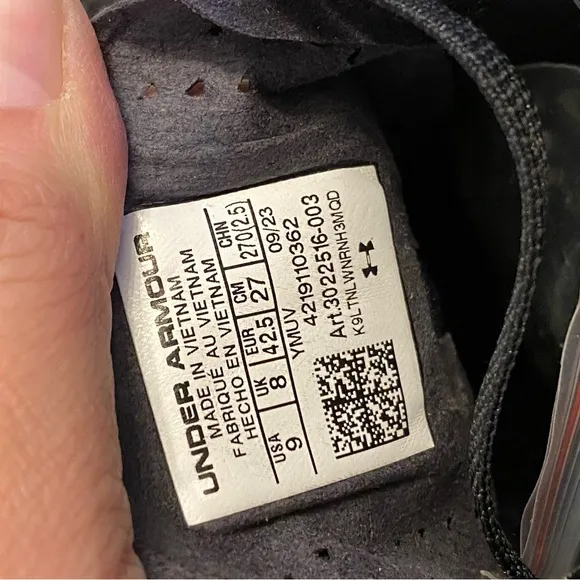 UNDER ARMOUR
MADE IN VIETNAM
FABRIQUÉ AU VIETNAM
HECHO EN VIETNAM
USA UK EUR CM CHN
9 8 42.5 27 270(2.5)
YMUV 09/23
4219110362
Art.3022516-003
K9LTNLWNRNH3MQD